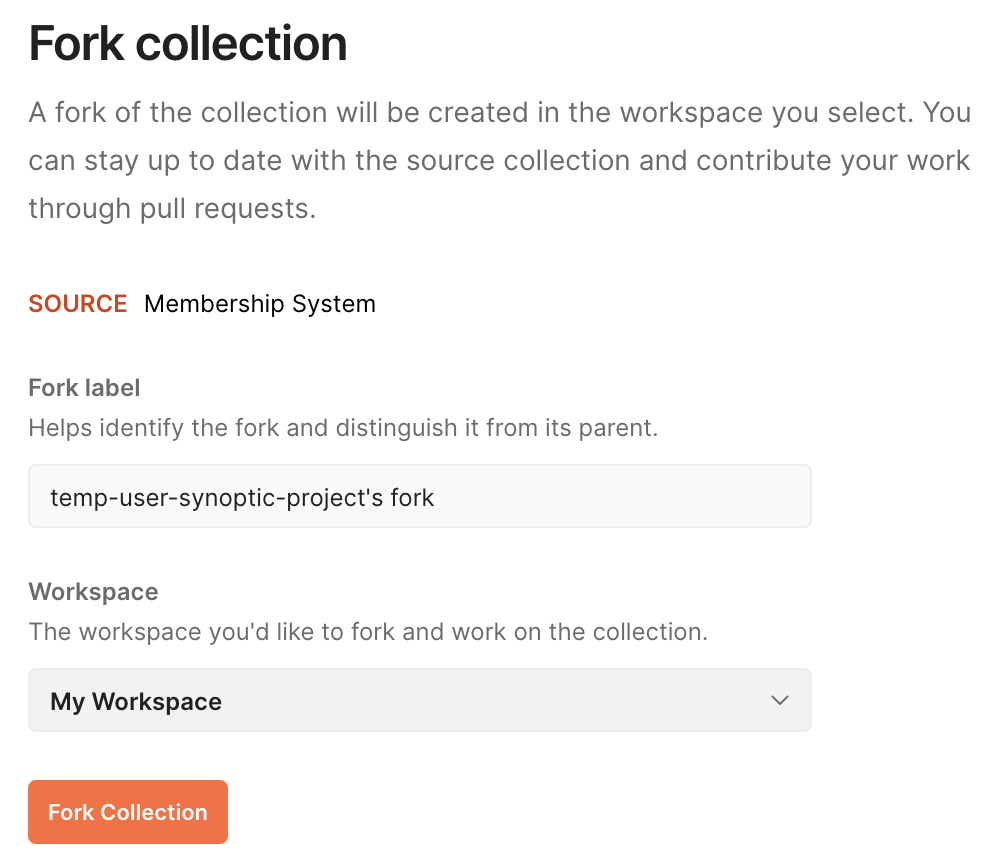 Fork collection
A fork of the collection will be created in the workspace you select. You
can stay up to date with the source collection and contribute your work
through pull requests.
SOURCE Membership System
Fork label
Helps identify the fork and distinguish it from its parent.
temp-user-synoptic-project's fork
Workspace
The workspace you'd like to fork and work on the collection.
My Workspace
Fork Collection